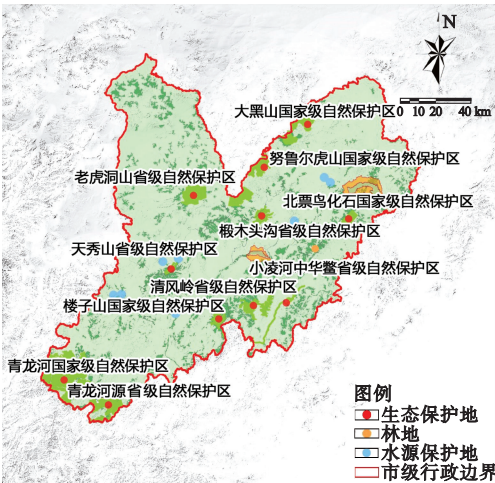 N
0 10 20 40 km
大黑山国家级自然保护区
努鲁尔虎山国家级自然保护区
老虎洞山省级自然保护区
北票鸟化石国家级自然保护区
椴木头沟省级自然保护区
天秀山省级自然保护区
小凌河中华鳖省级自然保护区
清风岭省级自然保护区
楼子山国家级自然保护区
青龙河国家级自然保护区
青龙河源省级自然保护区
图例
生态保护地
林地
水源保护地
市级行政边界